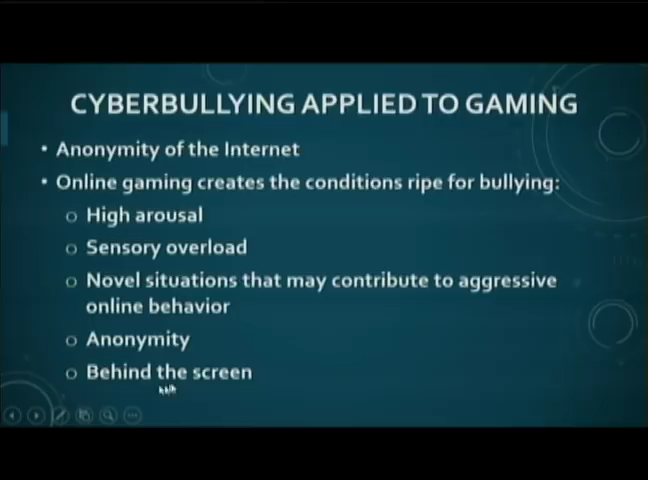 CYBERBULLYING APPLIED TO GAMING
• Anonymity of the Internet
• Online gaming creates the conditions ripe for bullying:
o High arousal
o Sensory overload
o Novel situations that may contribute to aggressive
online behavior
o Anonymity
o Behind the screen